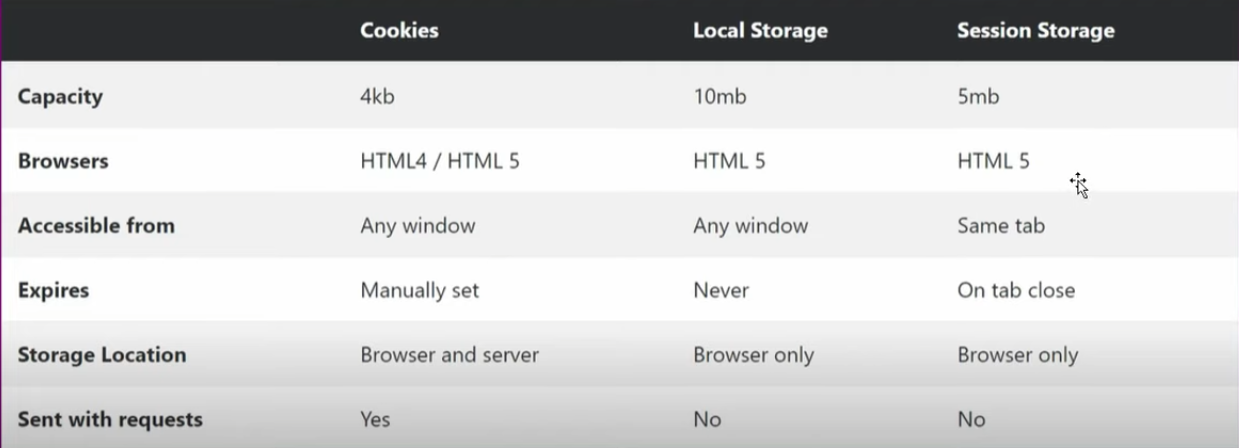 Cookies Local Storage Session Storage
Capacity 4kb 10mb 5mb
Browsers HTML4 / HTML 5 HTML 5 HTML 5
Accessible from Any window Any window Same tab
Expires Manually set Never On tab close
Storage Location Browser and server Browser only Browser only
Sent with requests Yes No No